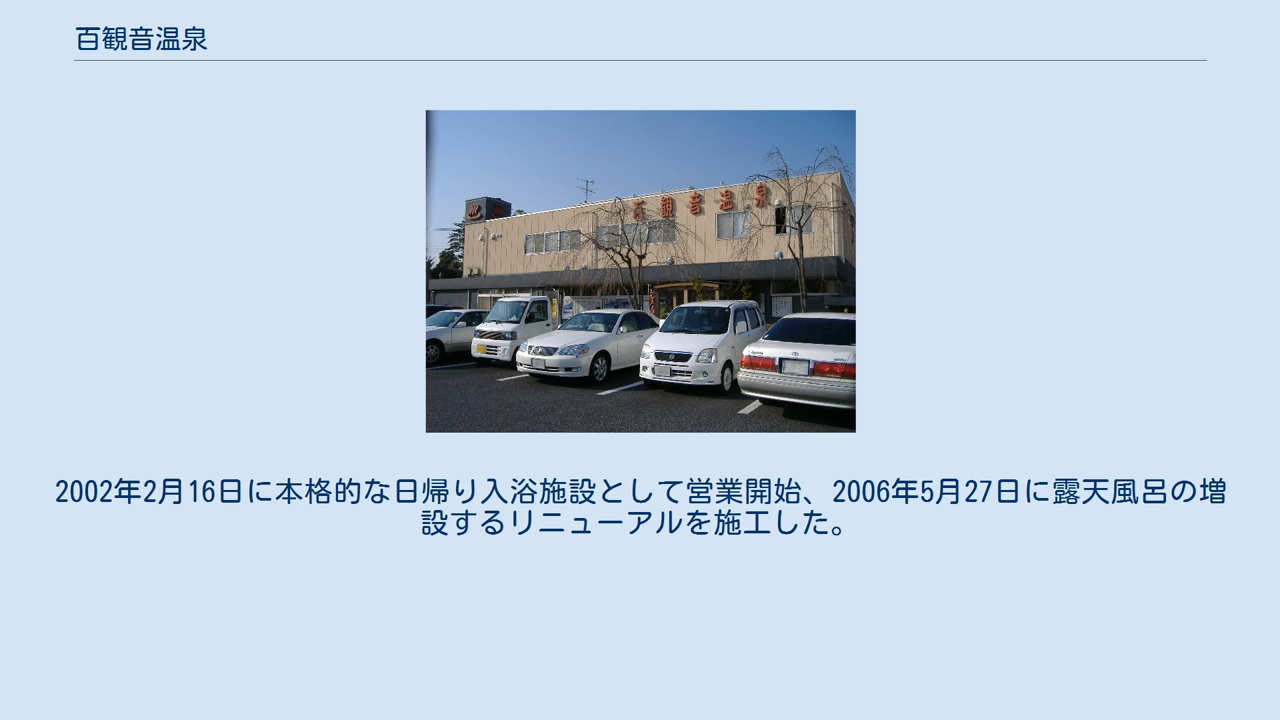 百観音温泉
百観音温泉
2002年2月16日に本格的な日帰り入浴施設として営業開始、2006年5月27日に露天風呂の増
設するリニューアルを施工した。